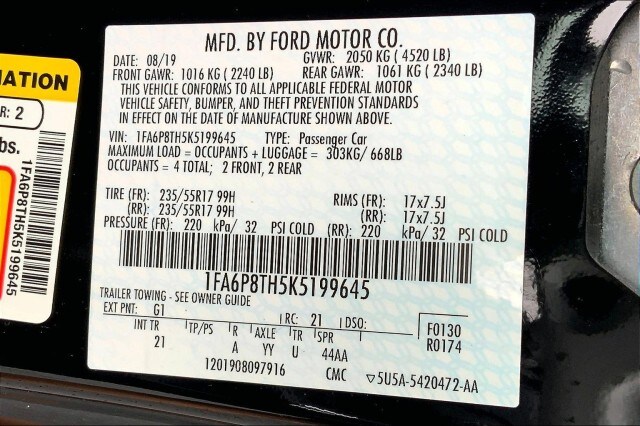 MFD. BY FORD MOTOR CO.
DATE: 08/19 GVWR: 2050 KG ( 4520 LB)
FRONT GAWR: 1016 KG ( 2240 LB) REAR GAWR: 1061 KG ( 2340 LB)
THIS VEHICLE CONFORMS TO ALL APPLICABLE FEDERAL MOTOR
VEHICLE SAFETY, BUMPER, AND THEFT PREVENTION STANDARDS
IN EFFECT ON THE DATE OF MANUFACTURE SHOWN ABOVE.
VIN: 1FA6P8TH5K5199645 TYPE: Passenger Car
MAXIMUM LOAD = OCCUPANTS + LUGGAGE = 303KG/ 668LB
OCCUPANTS = 4 TOTAL; 2 FRONT, 2 REAR
TIRE (FR): 235/55R17 99H RIMS (FR): 17x7.5J
(RR): 235/55R17 99H (RR): 17x7.5J
PRESSURE (FR): 220 kPa/ 32 PSI COLD (RR): 220 kPa/ 32 PSI COLD
1FA6P8TH5K5199645
TRAILER TOWING - SEE OWNER GUIDE
EXT PNT: G1 RC: 21 DSO: F0130
INT TR TP/PS R AXLE TR SPR R0174
21 A YY U 44AA
1201908097916 CMC ▽5U5A-5420472-AA
MATION
R: 2
bs.
1FA6P8TH5K5199645